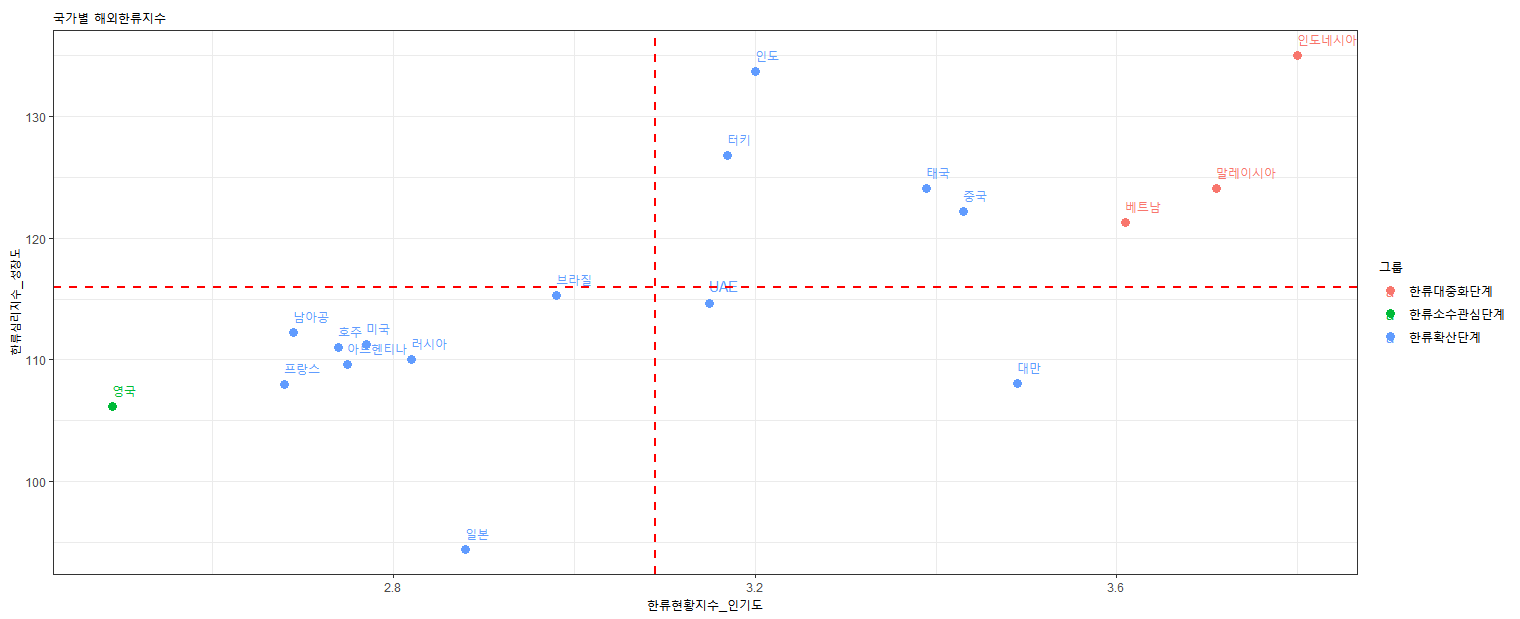 국가별 해외한류지수
인도네시아
인도
130
터키
태국
말레이시아
중국
베트남
120
한류심리지수_성장도
브라질
UAE
남아공
호주
미국
아르헨티나
러시아
110
프랑스
대만
영국
100
일본
2.8
3.2
3.6
한류현황지수_인기도
그룹
한류대중화단계
한류소수관심단계
한류확산단계